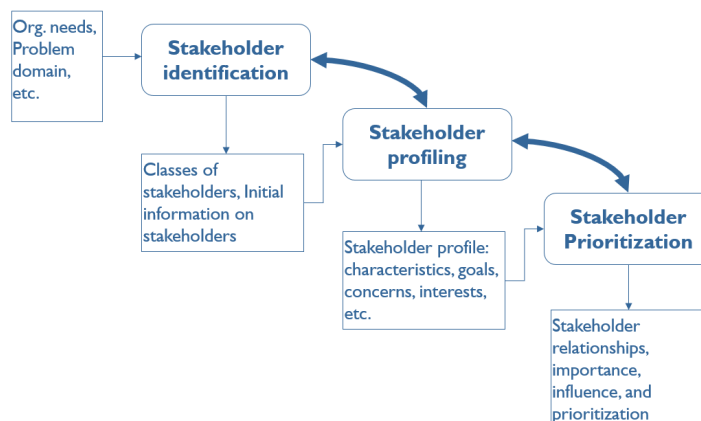 Org. needs,
Problem
domain,
etc.
Stakeholder
identification
Classes of
stakeholders, Initial
information on
stakeholders
Stakeholder
profiling
Stakeholder profile:
characteristics, goals,
concerns, interests,
etc.
Stakeholder
Prioritization
Stakeholder
relationships,
importance,
influence, and
prioritization